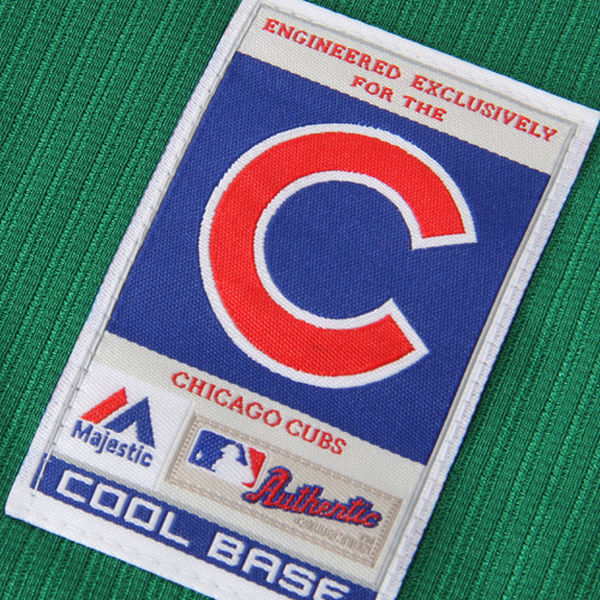 ENGINEERED EXCLUSIVELY
FOR THE
C
CHICAGO CUBS
Majestic
Authentic
COOL BASE